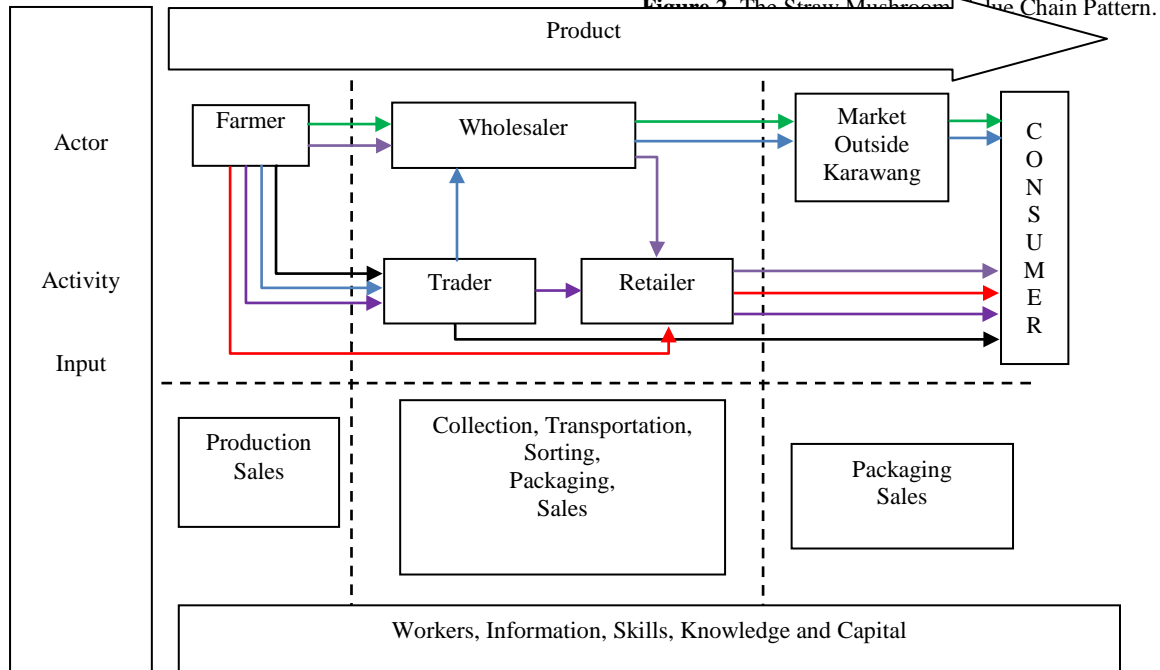 Figure 2. The Straw Mushroom Chain Pattern.
Product
Actor
Farmer
Wholesaler
Market
Outside
Karawang
C
O
N
S
U
M
E
R
Activity
Trader
Retailer
Input
Production
Sales
Collection, Transportation,
Sorting,
Packaging,
Sales
Packaging
Sales
Workers, Information, Skills, Knowledge and Capital